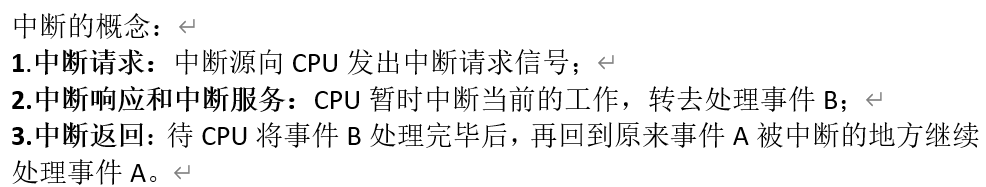 中断的概念：
1.中断请求：中断源向 CPU 发出中断请求信号；
2.中断响应和中断服务：CPU 暂时中断当前的工作，转去处理事件 B；
3.中断返回：待 CPU 将事件 B 处理完毕后，再回到原来事件 A 被中断的地方继续
处理事件 A。